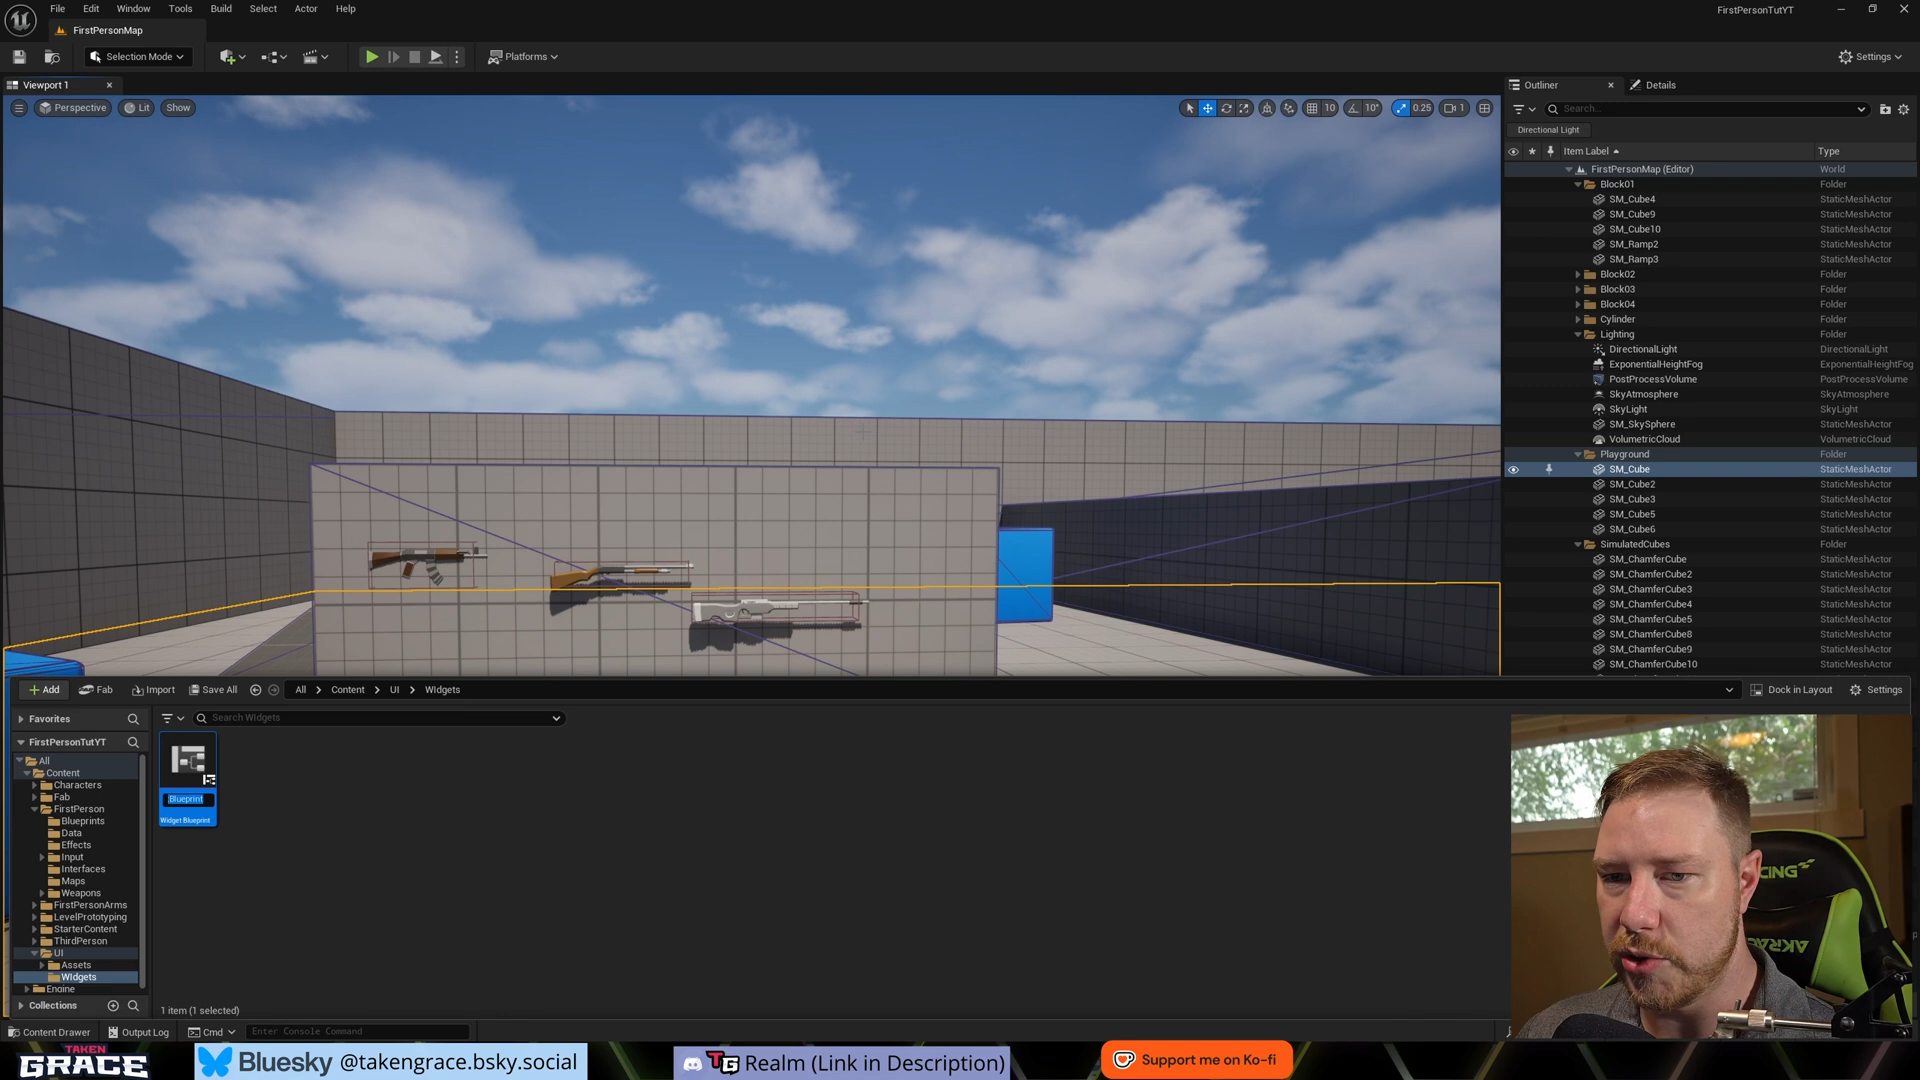 File Edit Window Tools Build Select Actor Help
FirstPersonTutYT
FirstPersonMap
Selection Mode
Platforms
Settings
Viewport 1
Outliner
Details
Perspective
Lit
Show
10
10°
0.25
1
Search...
Directional Light
Item Label
Type
FirstPersonMap (Editor) World
Block01 Folder
SM_Cube4 StaticMeshActor
SM_Cube9 StaticMeshActor
SM_Cube10 StaticMeshActor
SM_Ramp2 StaticMeshActor
SM_Ramp3 StaticMeshActor
Block02 Folder
Block03 Folder
Block04 Folder
Cylinder Folder
Lighting Folder
DirectionalLight DirectionalLight
ExponentialHeightFog ExponentialHeightFog
PostProcessVolume PostProcessVolume
SkyAtmosphere SkyAtmosphere
SkyLight SkyLight
SM_SkySphere StaticMeshActor
VolumetricCloud VolumetricCloud
Playground Folder
SM_Cube StaticMeshActor
SM_Cube2 StaticMeshActor
SM_Cube3 StaticMeshActor
SM_Cube5 StaticMeshActor
SM_Cube6 StaticMeshActor
SimulatedCubes Folder
SM_ChamferCube StaticMeshActor
SM_ChamferCube2 StaticMeshActor
SM_ChamferCube3 StaticMeshActor
SM_ChamferCube4 StaticMeshActor
SM_ChamferCube5 StaticMeshActor
SM_ChamferCube8 StaticMeshActor
SM_ChamferCube9 StaticMeshActor
SM_ChamferCube10 StaticMeshActor
Add Fab Import Save All All Content UI WIdgets Dock in Layout Settings
Favorites
Search WIdgets
FirstPersonTutYT
All
Content
Characters
Fab
FirstPerson
Blueprints
Data
Effects
Input
Interfaces
Maps
Weapons
FirstPersonArms
LevelPrototyping
StarterContent
ThirdPerson
UI
Assets
WIdgets
Engine
Collections
Blueprint
Widget Blueprint
1 item (1 selected)
Content Drawer Output Log Cmd Enter Console Command
TAKEN
GRACE
Bluesky @takengrace.bsky.social
TG Realm (Link in Description)
Support me on Ko-fi